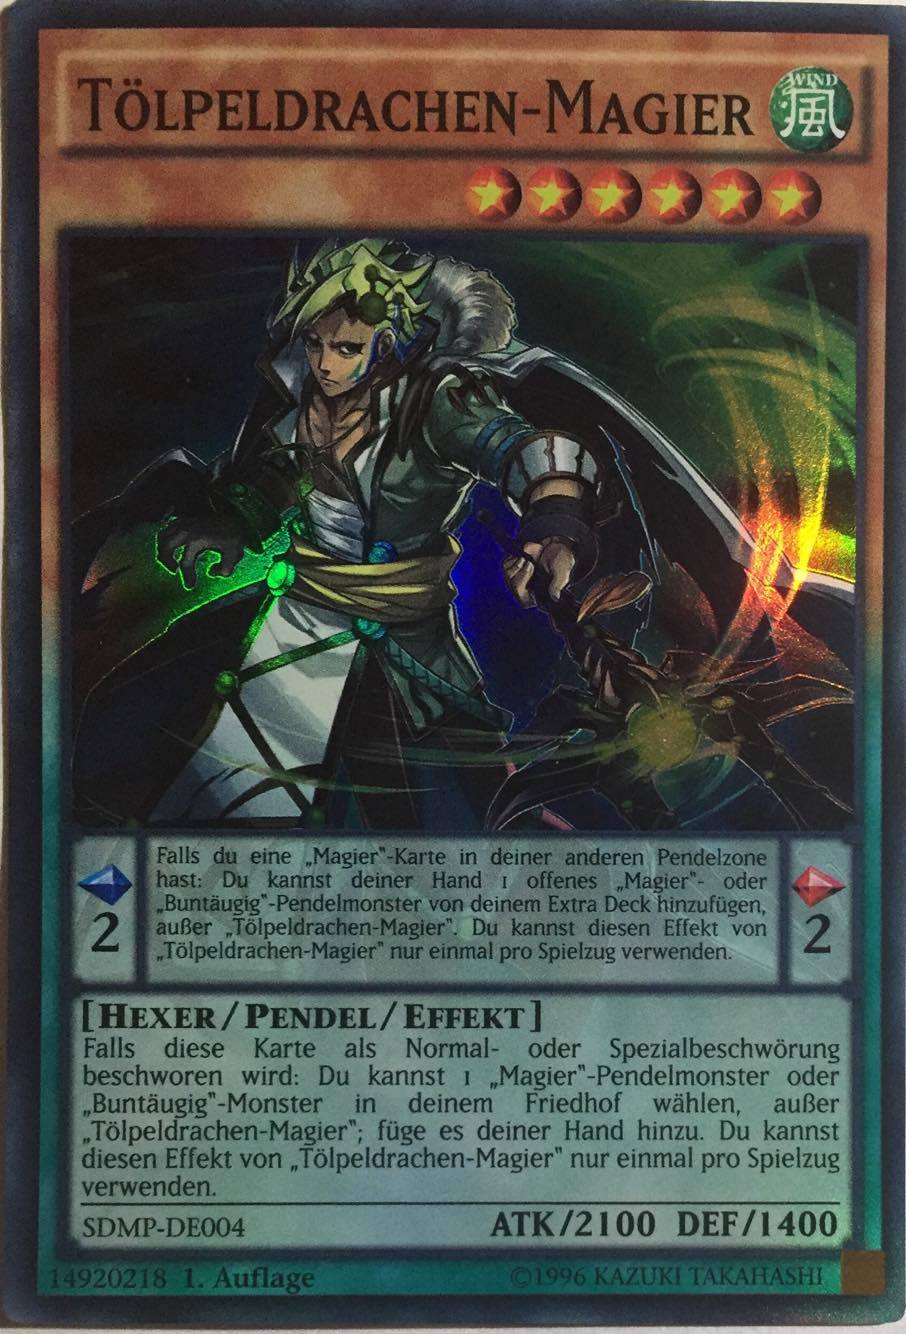 TÖLPELDRACHEN-MAGIER
WIND
風
Falls du eine „Magier"-Karte in deiner anderen Pendelzone
hast: Du kannst deiner Hand 1 offenes „Magier"- oder
„Buntäugig"-Pendelmonster von deinem Extra Deck hinzufügen,
außer „Tölpeldrachen-Magier". Du kannst diesen Effekt von
„Tölpeldrachen-Magier" nur einmal pro Spielzug verwenden.
2
2
[HEXER/PENDEL/EFFEKT]
Falls diese Karte als Normal- oder Spezialbeschwörung
beschworen wird: Du kannst 1 „Magier"-Pendelmonster oder
„Buntäugig"-Monster in deinem Friedhof wählen, außer
„Tölpeldrachen-Magier"; füge es deiner Hand hinzu. Du kannst
diesen Effekt von „Tölpeldrachen-Magier" nur einmal pro Spielzug
verwenden.
SDMP-DE004
ATK/2100 DEF/1400
14920218 1. Auflage
©1996 KAZUKI TAKAHASHI